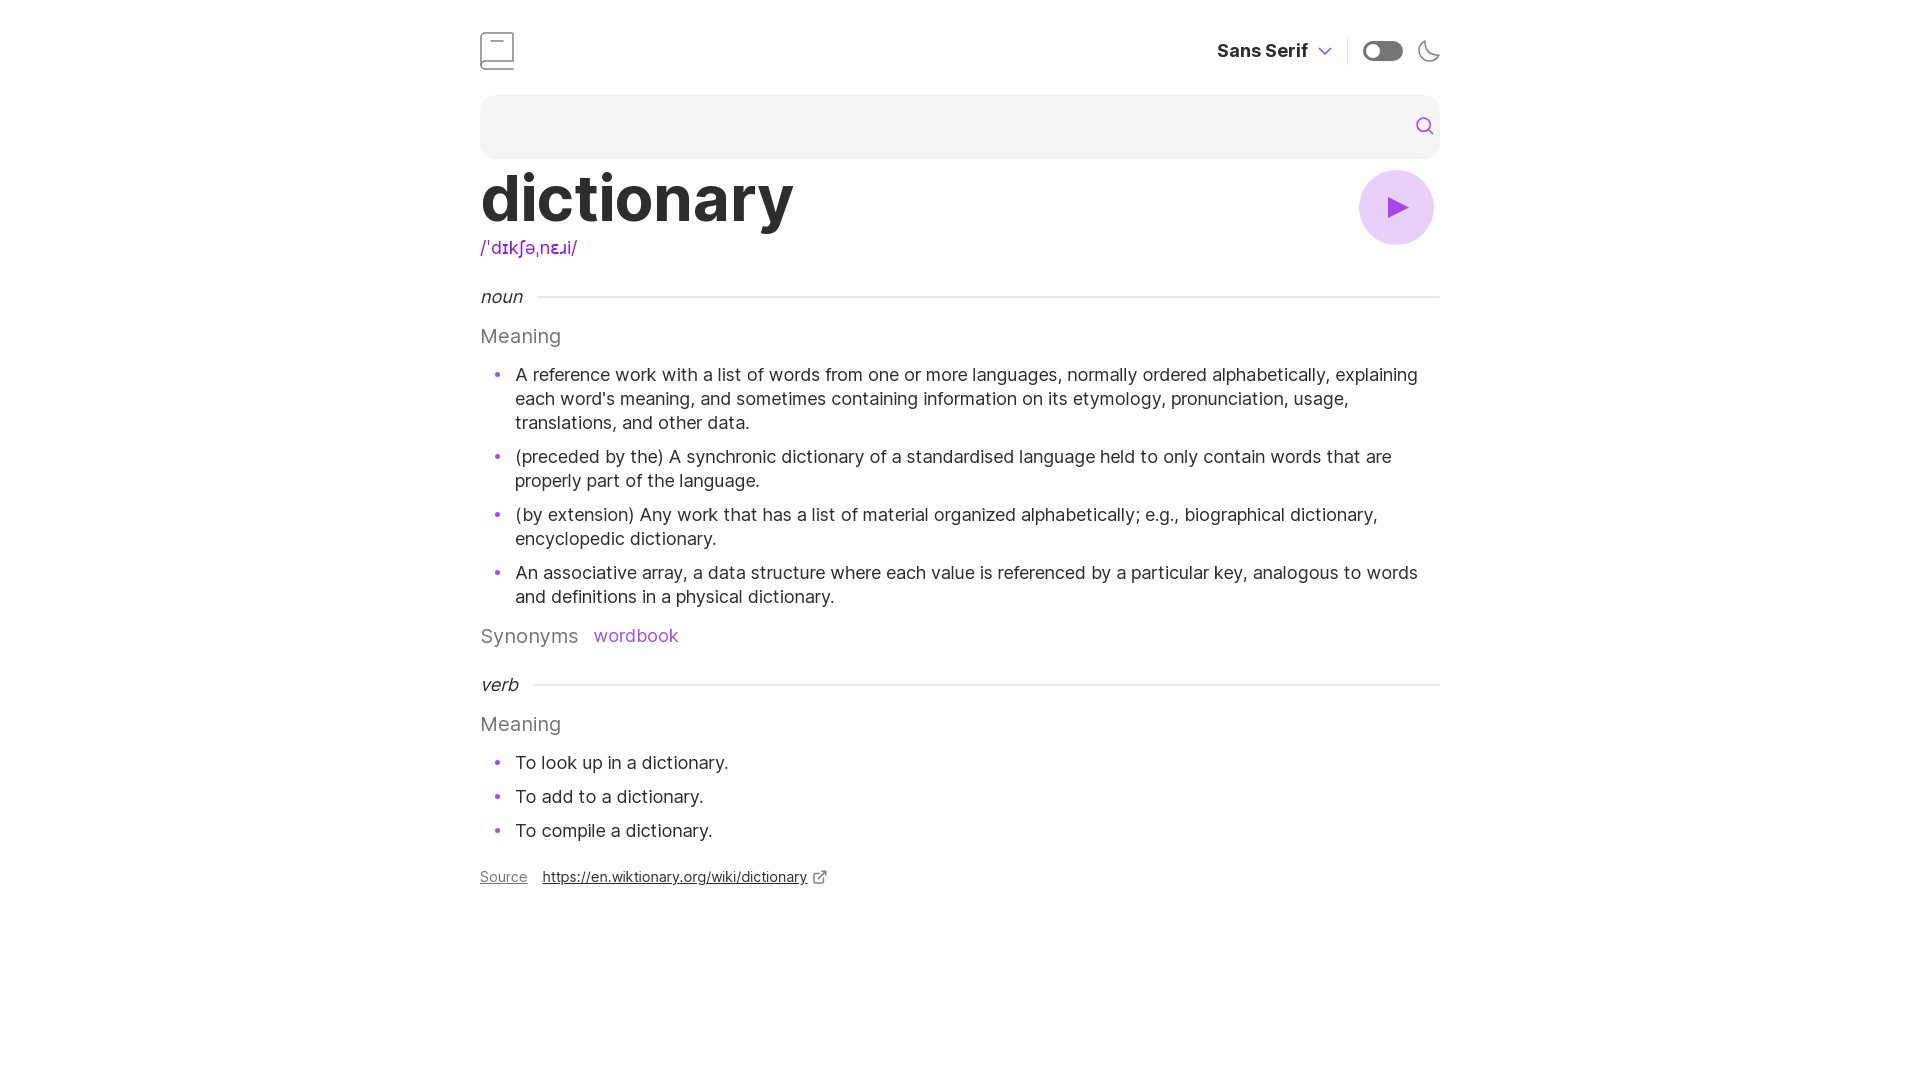 Sans Serif
dictionary
/ˈdɪkʃəˌnɛɹi/
noun
Meaning
A reference work with a list of words from one or more languages, normally ordered alphabetically, explaining
each word's meaning, and sometimes containing information on its etymology, pronunciation, usage,
translations, and other data.
(preceded by the) A synchronic dictionary of a standardised language held to only contain words that are
properly part of the language.
(by extension) Any work that has a list of material organized alphabetically; e.g., biographical dictionary,
encyclopedic dictionary.
An associative array, a data structure where each value is referenced by a particular key, analogous to words
and definitions in a physical dictionary.
Synonyms wordbook
verb
Meaning
To look up in a dictionary.
To add to a dictionary.
To compile a dictionary.
Source https://en.wiktionary.org/wiki/dictionary